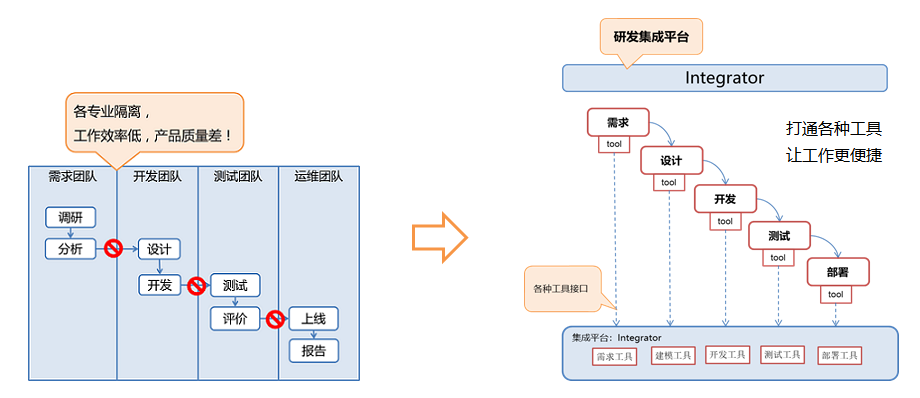 各专业隔离，
工作效率低，产品质量差！
需求团队
开发团队
测试团队
运维团队
调研
分析
设计
开发
测试
评价
上线
报告
研发集成平台
Integrator
打通各种工具
让工作更便捷
需求
tool
设计
tool
开发
tool
测试
tool
部署
tool
各种工具接口
集成平台：Integrator
需求工具
建模工具
开发工具
测试工具
部署工具